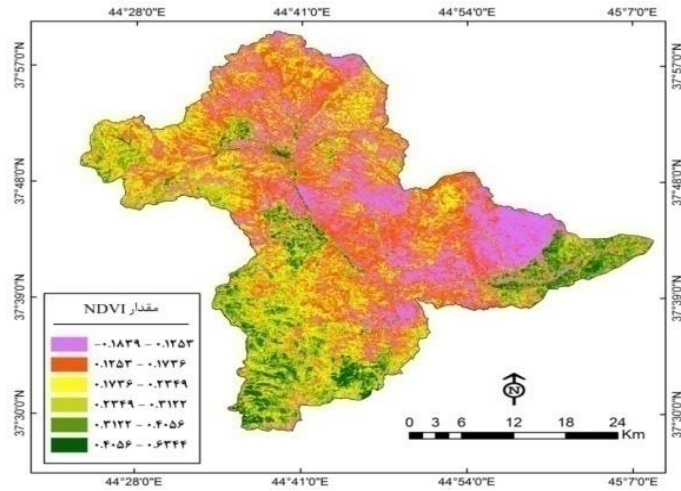 44°28'0"E 44°41'0"E 44°54'0"E 45°7'0"E
37°57'0"N 37°57'0"N
37°48'0"N 37°48'0"N
37°39'0"N 37°39'0"N
37°30'0"N 37°30'0"N
مقدار NDVI
-۰.۱۸۳۹ – ۰.۱۲۵۳
۰.۱۲۵۳ – ۰.۱۷۳۶
۰.۱۷۳۶ – ۰.۲۳۴۹
۰.۲۳۴۹ – ۰.۳۱۲۲
۰.۳۱۲۲ – ۰.۴۰۵۶
۰.۴۰۵۶ – ۰.۶۳۴۴
N
0 3 6 12 18 24
Km
44°28'0"E 44°41'0"E 44°54'0"E 45°7'0"E